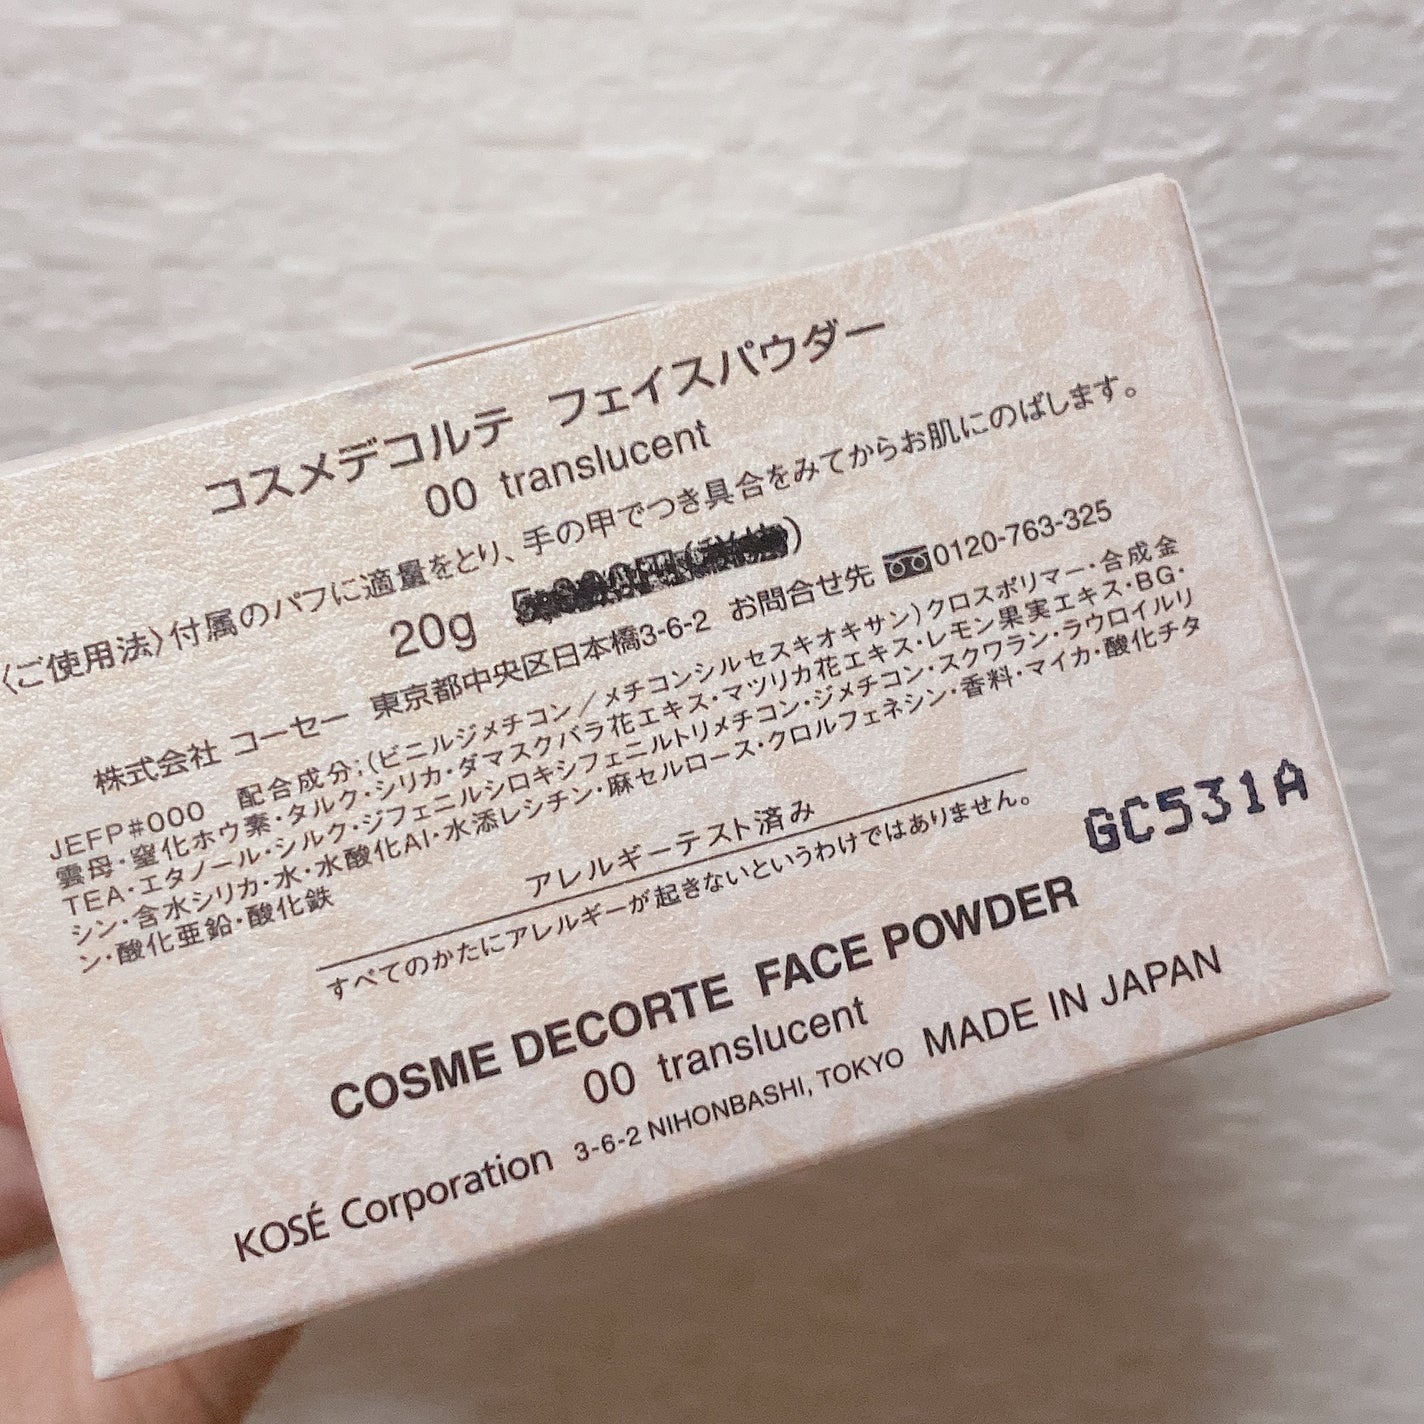 コスメデコルテ フェイスパウダー
00 translucent
〈ご使用法〉付属のパフに適量をとり、手の甲でつき具合をみてからお肌にのばします。
20g
株式会社 コーセー 東京都中央区日本橋3-6-2 お問合せ先 0120-763-325
JEFP#000 配合成分:(ビニルジメチコン/メチコンシルセスキオキサン)クロスポリマー・合成金
雲母・窒化ホウ素・タルク・シリカ・ダマスクバラ花エキス・マツリカ花エキス・レモン果実エキス・BG・
TEA・エタノール・シルク・ジフェニルシロキシフェニルトリメチコン・ジメチコン・スクワラン・ラウロイルリ
シン・含水シリカ・水・水酸化Al・水添レシチン・麻セルロース・クロルフェネシン・香料・マイカ・酸化チタ
ン・酸化亜鉛・酸化鉄
アレルギーテスト済み
すべてのかたにアレルギーが起きないというわけではありません。
GC531A
COSME DECORTE FACE POWDER
00 translucent
KOSÉ Corporation 3-6-2 NIHONBASHI, TOKYO MADE IN JAPAN